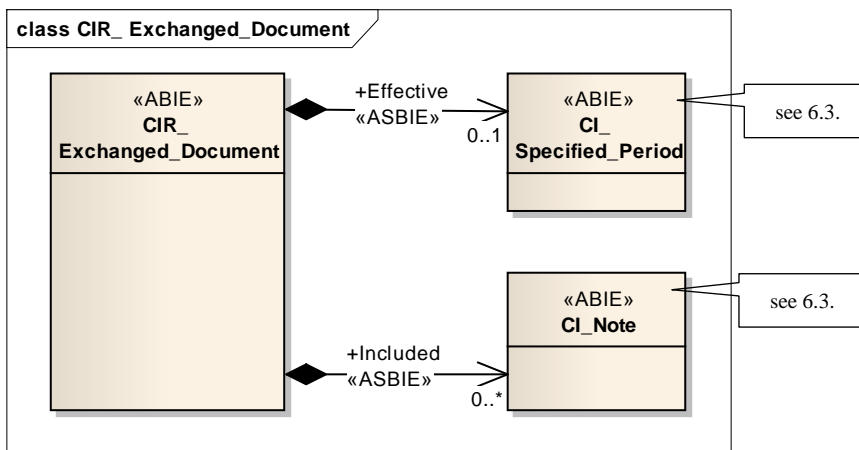 class CIR_ Exchanged_Document
«ABIE»
CIR_
Exchanged_Document
+Effective
«ASBIE»
0..1
«ABIE»
CI_
Specified_Period
see 6.3.
+Included
«ASBIE»
0..*
«ABIE»
CI_Note
see 6.3.